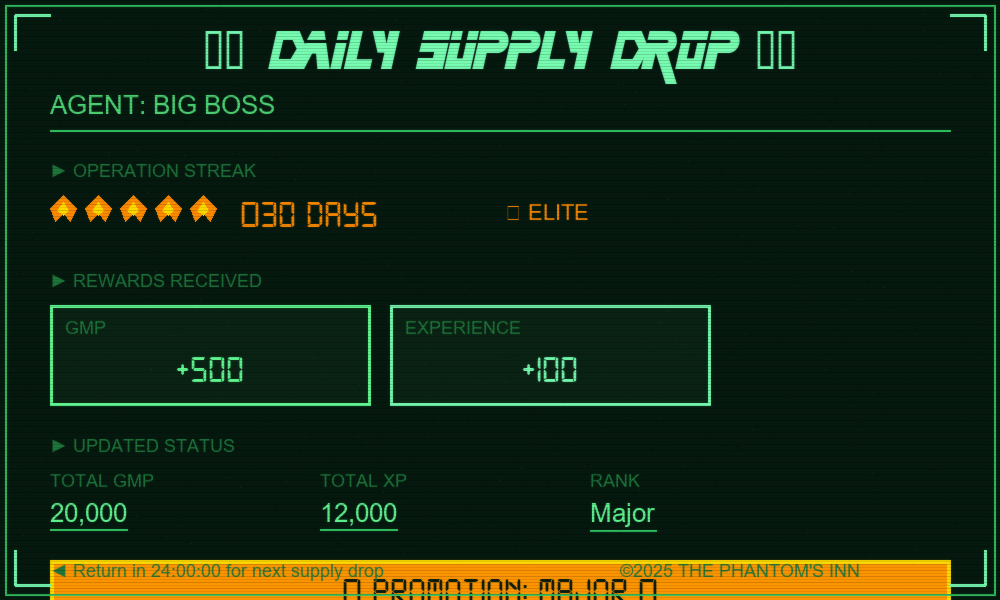 DAILY SUPPLY DROP
AGENT: BIG BOSS
► OPERATION STREAK
030 DAYS
ELITE
► REWARDS RECEIVED
GMP
EXPERIENCE
+500
+100
► UPDATED STATUS
TOTAL GMP
TOTAL XP
RANK
20,000
12,000
Major
◄ Return in 24:00:00 for next supply drop
©2025 THE PHANTOM'S INN
PROMOTION: MAJOR